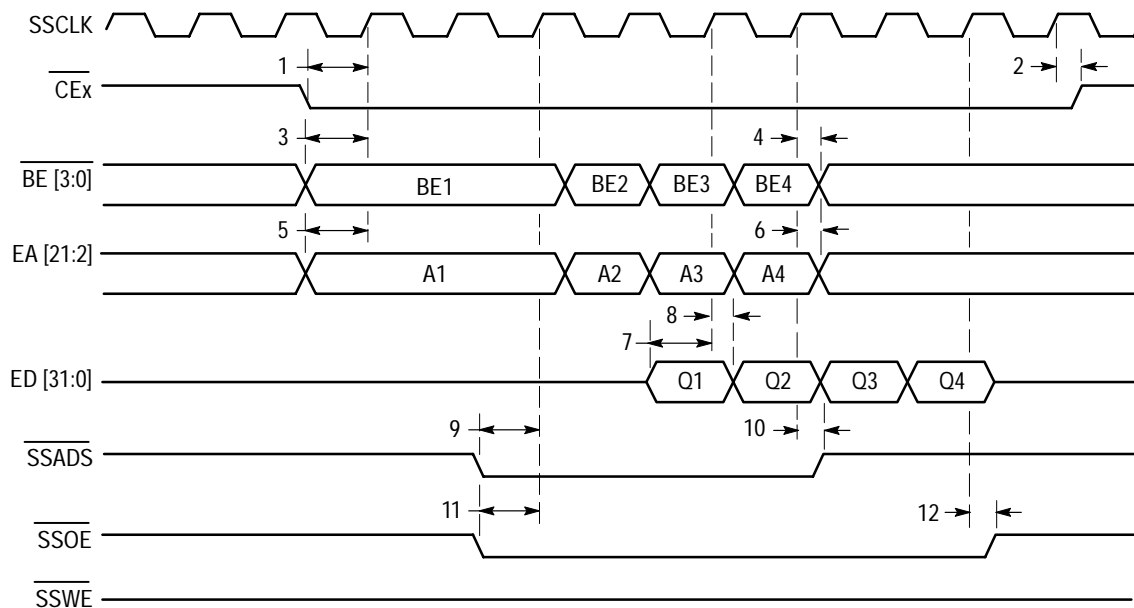 SSCLK
1
2
CEx
3
4
BE [3:0]
BE1 BE2 BE3 BE4
5
6
EA [21:2]
A1 A2 A3 A4
8
7
ED [31:0]
Q1 Q2 Q3 Q4
9
10
SSADS
11
12
SSOE
SSWE